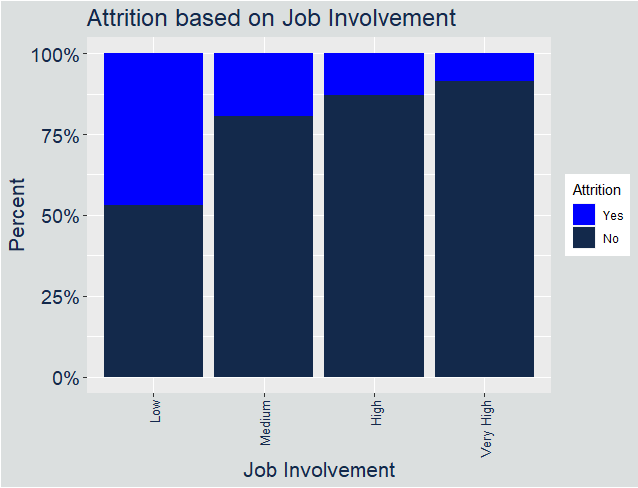 Attrition based on Job Involvement
100%
75%
50%
25%
0%
Percent
Low
Medium
High
Very High
Job Involvement
Attrition
Yes
No